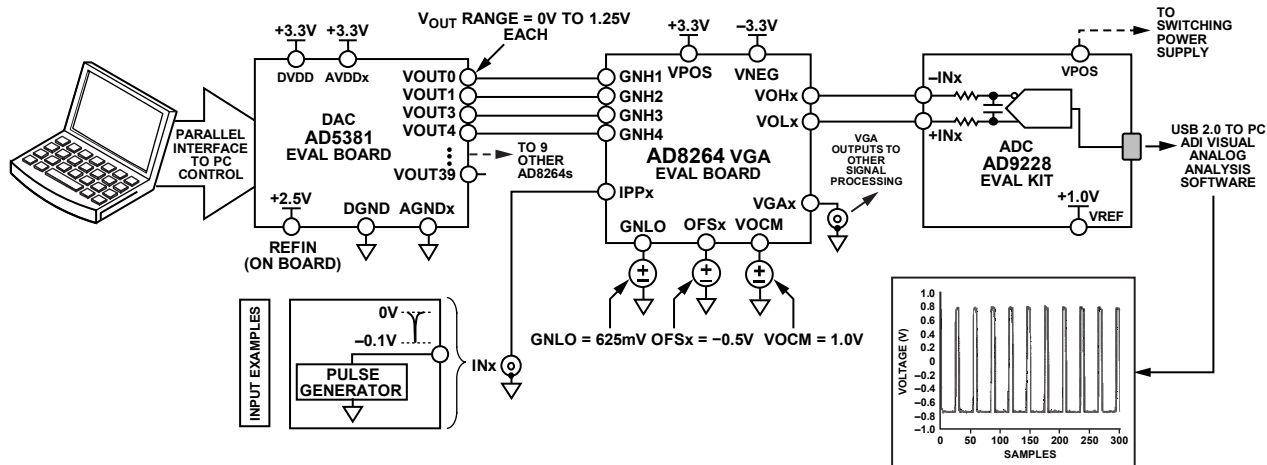 V_OUT RANGE = 0V TO 1.25V
EACH
+3.3V
+3.3V
DVDD
AVDDx
VOUT0
VOUT1
VOUT3
VOUT4
VOUT39
DAC
AD5381
EVAL BOARD
PARALLEL
INTERFACE
TO PC
CONTROL
TO 9
OTHER
AD8264s
+2.5V
REFIN
(ON BOARD)
DGND
AGNDx
+3.3V
VPOS
–3.3V
VNEG
GNH1
GNH2
GNH3
GNH4
VOHx
VOLx
AD8264 VGA
EVAL BOARD
IPPx
VGAx
GNLO
OFSx
VOCM
VGA
OUTPUTS TO
OTHER
SIGNAL
PROCESSING
GNLO = 625mV
OFSx = –0.5V
VOCM = 1.0V
TO
SWITCHING
POWER
SUPPLY
VPOS
–INx
+INx
ADC
AD9228
EVAL KIT
+1.0V
VREF
USB 2.0 TO PC
ADI VISUAL
ANALOG
ANALYSIS
SOFTWARE
INPUT EXAMPLES
0V
–0.1V
PULSE
GENERATOR
INx
VOLTAGE (V)
1.0
0.8
0.6
0.4
0.2
0
–0.2
–0.4
–0.6
–0.8
–1.0
0
50
100
150
200
250
300
SAMPLES